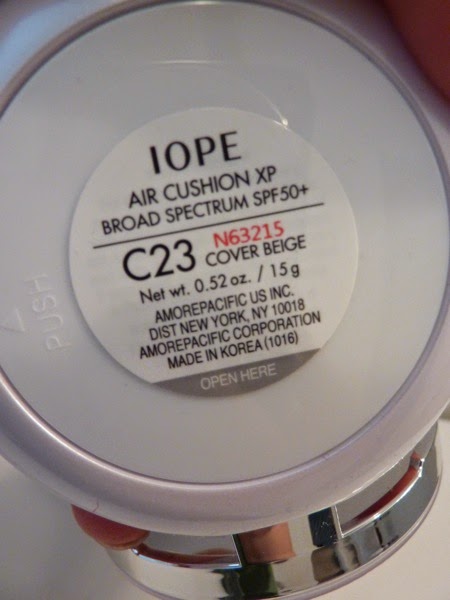 IOPE
AIR CUSHION XP
BROAD SPECTRUM SPF50+
N63215
C23 COVER BEIGE
Net wt. 0.52 oz. / 15 g
AMOREPACIFIC US INC.
DIST NEW YORK, NY 10018
AMOREPACIFIC CORPORATION
MADE IN KOREA (1016)
OPEN HERE
PUSH